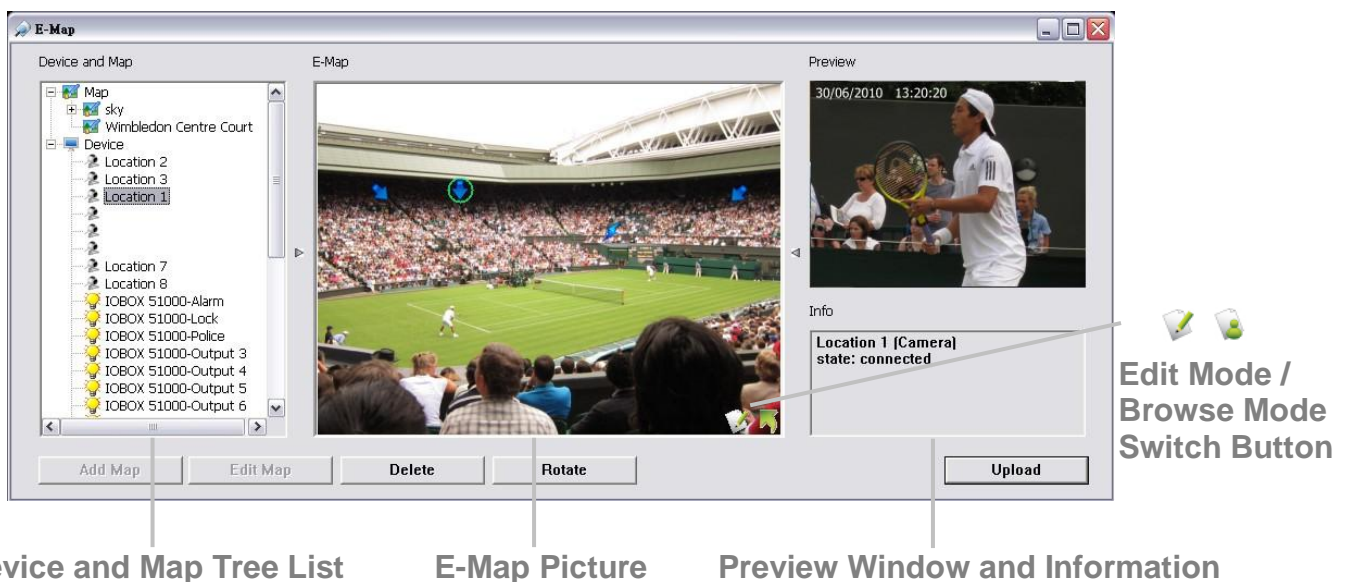 E-Map
Device and Map
E-Map
Preview
Map
sky
Wimbledon Centre Court
Device
Location 2
Location 3
Location 1
Location 7
Location 8
IOBOX 51000-Alarm
IOBOX 51000-Lock
IOBOX 51000-Police
IOBOX 51000-Output 3
IOBOX 51000-Output 4
IOBOX 51000-Output 5
IOBOX 51000-Output 6
30/06/2010 13:20:20
Info
Location 1 (Camera)
state: connected
Edit Mode /
Browse Mode
Switch Button
Add Map
Edit Map
Delete
Rotate
Upload
evice and Map Tree List
E-Map Picture
Preview Window and Information